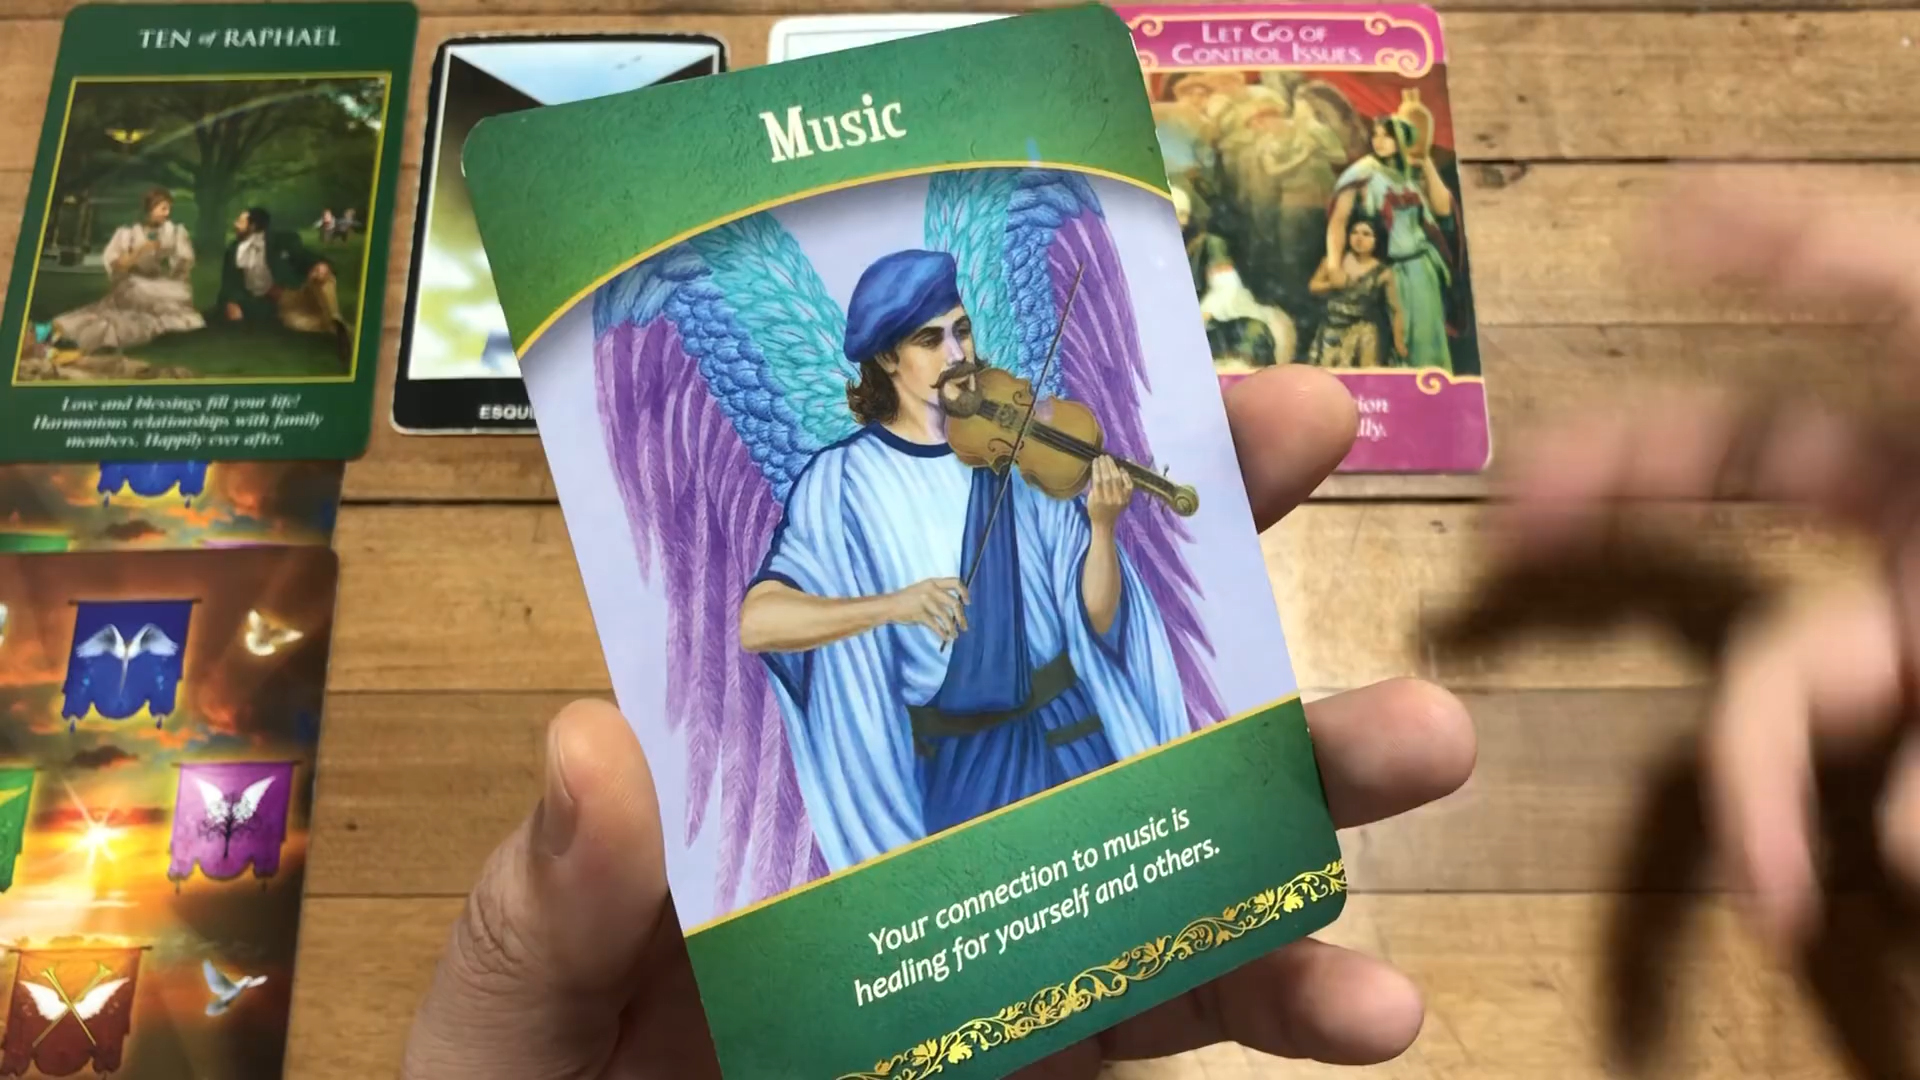 TEN of RAPHAEL
Love and blessings fill your life!
Harmonious relationships with family
members. Happily ever after.
LET GO OF
CONTROL ISSUES
Music
Your connection to music is
healing for yourself and others.